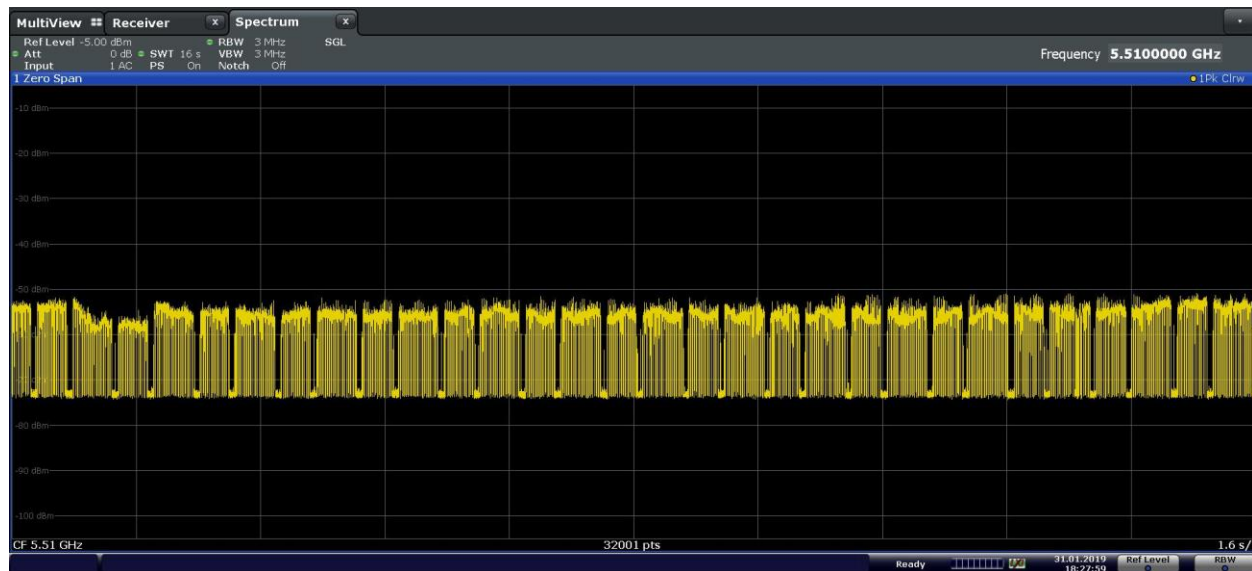 MultiView Receiver x Spectrum x
Ref Level -5.00 dBm RBW 3 MHz SGL
Att 0 dB SWT 16 s VBW 3 MHz
Input 1 AC PS On Notch Off
Frequency 5.5100000 GHz
1 Zero Span 1Pk Clrw
-10 dBm
-20 dBm
-30 dBm
-40 dBm
-50 dBm
-80 dBm
-90 dBm
-100 dBm
CF 5.51 GHz 32001 pts 1.6 s/
Ready 31.01.2019 Ref Level RBW
18:27:59